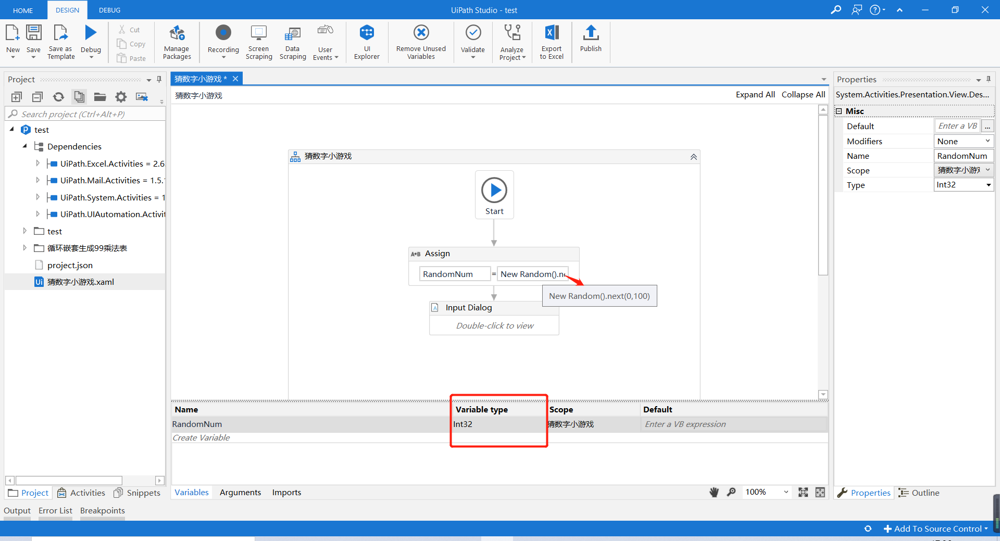 HOME
DESIGN
DEBUG
UiPath Studio - test
New
Save
Save as Template
Debug
Cut
Copy
Paste
Manage Packages
Recording
Screen Scraping
Data Scraping
User Events
UI Explorer
Remove Unused Variables
Validate
Analyze Project
Export to Excel
Publish
Project
Search project (Ctrl+Alt+P)
test
Dependencies
UiPath.Excel.Activities = 2.6
UiPath.Mail.Activities = 1.5.
UiPath.System.Activities = 1
UiPath.UIAutomation.Activit
test
循环嵌套生成99乘法表
project.json
Ui 猜数字小游戏.xaml
Project
Activities
Snippets
猜数字小游戏 *
猜数字小游戏
Expand All
Collapse All
猜数字小游戏
Start
A←B Assign
RandomNum = New Random().ne
New Random().next(0,100)
A Input Dialog
Double-click to view
Name Variable type Scope Default
RandomNum Int32 猜数字小游戏 Enter a VB expression
Create Variable
Variables
Arguments
Imports
100%
Properties
System.Activities.Presentation.View.Des...
Misc
Default Enter a VB ...
Modifiers None
Name RandomNum
Scope 猜数字小游戏
Type Int32
Properties
Outline
Output
Error List
Breakpoints
Add To Source Control